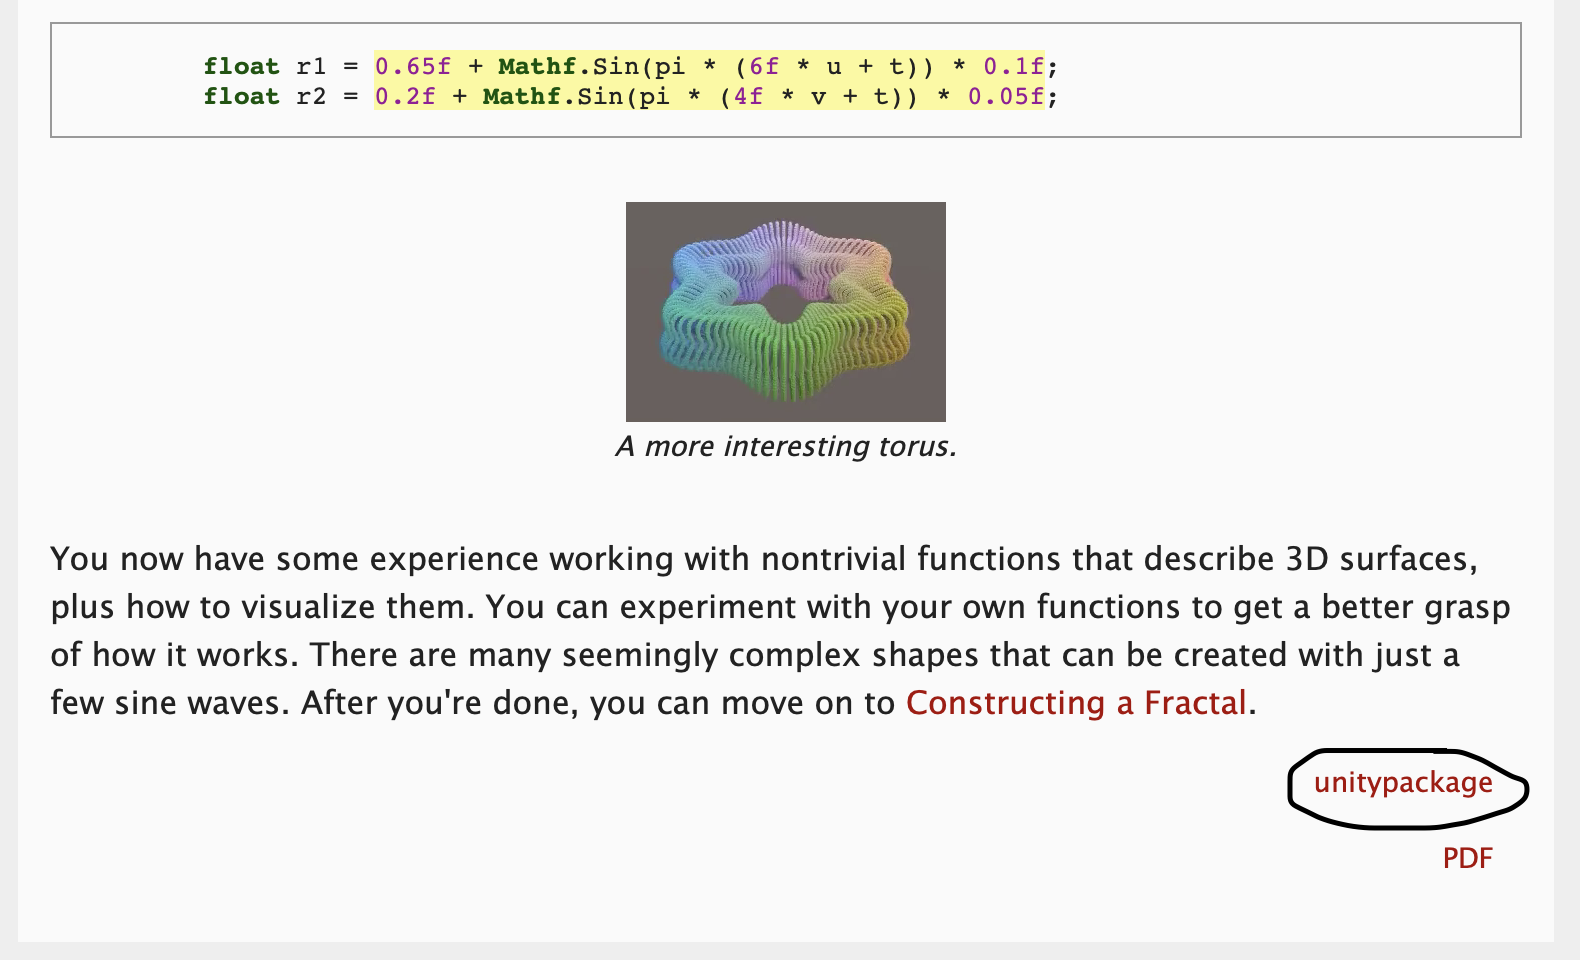 float r1 = 0.65f + Mathf.Sin(pi * (6f * u + t)) * 0.1f;
float r2 = 0.2f + Mathf.Sin(pi * (4f * v + t)) * 0.05f;
A more interesting torus.
You now have some experience working with nontrivial functions that describe 3D surfaces,
plus how to visualize them. You can experiment with your own functions to get a better grasp
of how it works. There are many seemingly complex shapes that can be created with just a
few sine waves. After you're done, you can move on to Constructing a Fractal.
unitypackage
PDF